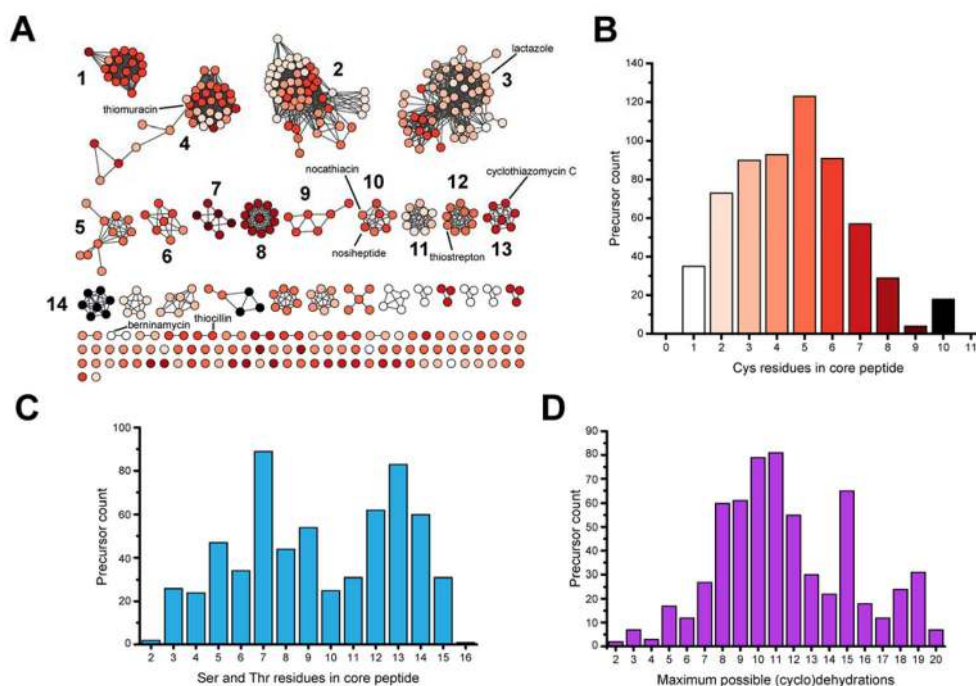 A
1
thiomuracin
4
2
3
lactazole
nocathiacin
cyclothiazomycin C
5
6
7
8
9
10
11
12
13
nosiheptide
thiostrepton
14
berninamycin
thiocillin
B
Precursor count
140
120
100
80
60
40
20
0
0 1 2 3 4 5 6 7 8 9 10 11
Cys residues in core peptide
C
Precursor count
100
80
60
40
20
0
2 3 4 5 6 7 8 9 10 11 12 13 14 15 16
Ser and Thr residues in core peptide
D
Precursor count
90
80
70
60
50
40
30
20
10
0
2 3 4 5 6 7 8 9 10 11 12 13 14 15 16 17 18 19 20
Maximum possible (cyclo)dehydrations